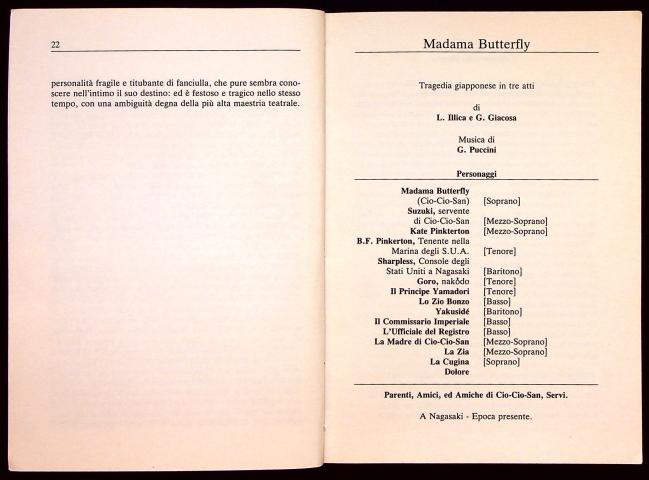 22
personalità fragile e titubante di fanciulla, che pure sembra cono-
scere nell'intimo il suo destino: ed è festoso e tragico nello stesso
tempo, con una ambiguità degna della più alta maestria teatrale.
Madama Butterfly
Tragedia giapponese in tre atti
di
L. Illica e G. Giacosa
Musica di
G. Puccini
Personaggi
Madama Butterfly
(Cio-Cio-San) [Soprano]
Suzuki, servente
di Cio-Cio-San [Mezzo-Soprano]
Kate Pinkterton [Mezzo-Soprano]
B.F. Pinkerton, Tenente nella
Marina degli S.U.A. [Tenore]
Sharpless, Console degli
Stati Uniti a Nagasaki [Baritono]
Goro, nakôdo [Tenore]
Il Principe Yamadori [Tenore]
Lo Zio Bonzo [Basso]
Yakusidé [Baritono]
Il Commissario Imperiale [Basso]
L'Ufficiale del Registro [Basso]
La Madre di Cio-Cio-San [Mezzo-Soprano]
La Zia [Mezzo-Soprano]
La Cugina [Soprano]
Dolore
Parenti, Amici, ed Amiche di Cio-Cio-San, Servi.
A Nagasaki - Epoca presente.